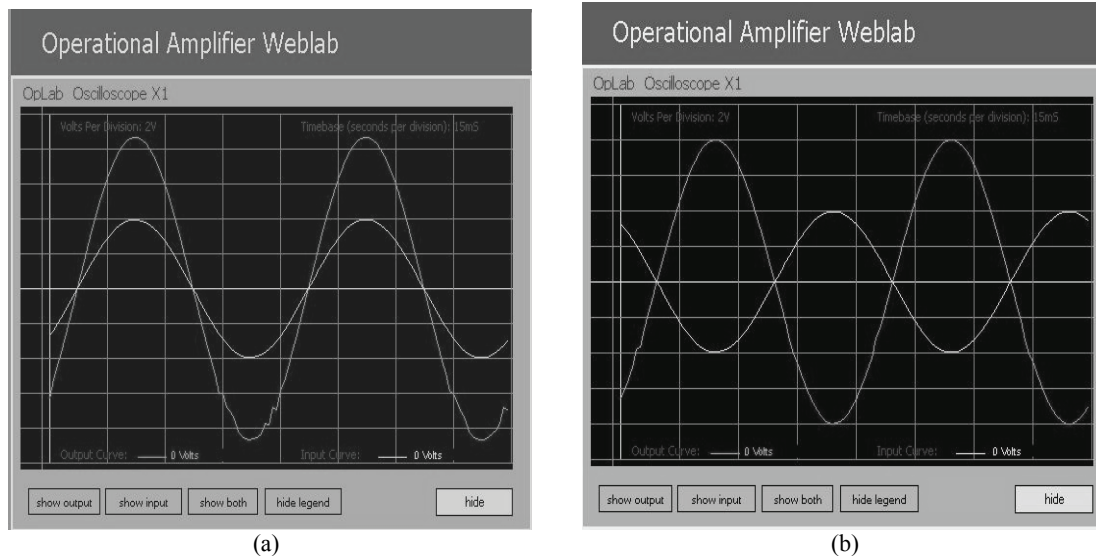 Operational Amplifier Weblab
OpLab Oscilloscope X1
Volts Per Division: 2V Timebase (seconds per division): 15mS
Output Curve: 0 Volts Input Curve: 0 Volts
show output show input show both hide legend hide
(a)
Operational Amplifier Weblab
OpLab Oscilloscope X1
Volts Per Division: 2V Timebase (seconds per division): 15mS
Output Curve: 0 Volts Input Curve: 0 Volts
show output show input show both hide legend hide
(b)